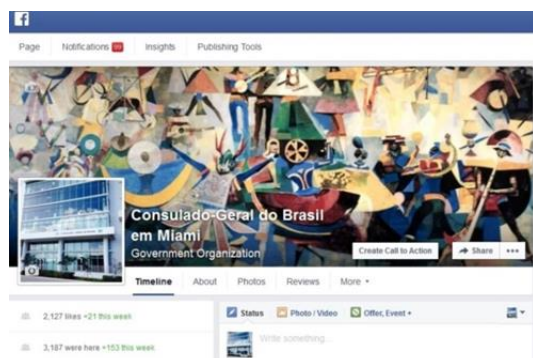 f
Page Notifications 99 Insights Publishing Tools
Consulado-Geral do Brasil
em Miami
Government Organization
Create Call to Action Share •••
Timeline About Photos Reviews More
2,127 likes +21 this week
Status Photo / Video Offer, Event +
3,187 were here +153 this week
Write something...